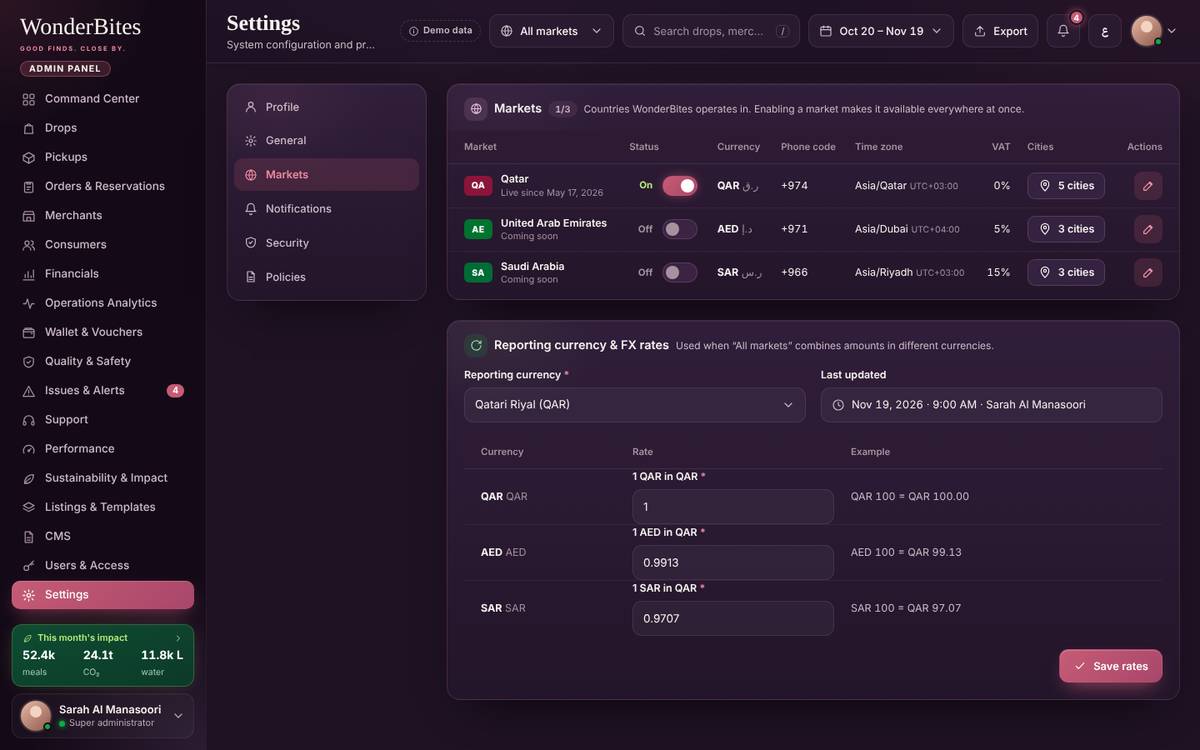 WonderBites
GOOD FINDS. CLOSE BY.
ADMIN PANEL
Command Center
Drops
Pickups
Orders & Reservations
Merchants
Consumers
Financials
Operations Analytics
Wallet & Vouchers
Quality & Safety
Issues & Alerts 4
Support
Performance
Sustainability & Impact
Listings & Templates
CMS
Users & Access
Settings
This month's impact
52.4k 24.1t 11.8k L
meals CO₂ water
Sarah Al Manasoori
Super administrator
Settings
System configuration and pr...
Demo data
All markets
Search drops, merc... /
Oct 20 – Nov 19
Export
4
ع
Profile
General
Markets
Notifications
Security
Policies
Markets 1/3 Countries WonderBites operates in. Enabling a market makes it available everywhere at once.
Market Status Currency Phone code Time zone VAT Cities Actions
QA Qatar On QAR ر.ق +974 Asia/Qatar UTC+03:00 0% 5 cities
Live since May 17, 2026
AE United Arab Emirates Off AED د.إ +971 Asia/Dubai UTC+04:00 5% 3 cities
Coming soon
SA Saudi Arabia Off SAR ر.س +966 Asia/Riyadh UTC+03:00 15% 3 cities
Coming soon
Reporting currency & FX rates Used when “All markets” combines amounts in different currencies.
Reporting currency * Last updated
Qatari Riyal (QAR) Nov 19, 2026 · 9:00 AM · Sarah Al Manasoori
Currency Rate Example
1 QAR in QAR *
QAR QAR 1 QAR 100 = QAR 100.00
1 AED in QAR *
AED AED 0.9913 AED 100 = QAR 99.13
1 SAR in QAR *
SAR SAR 0.9707 SAR 100 = QAR 97.07
Save rates